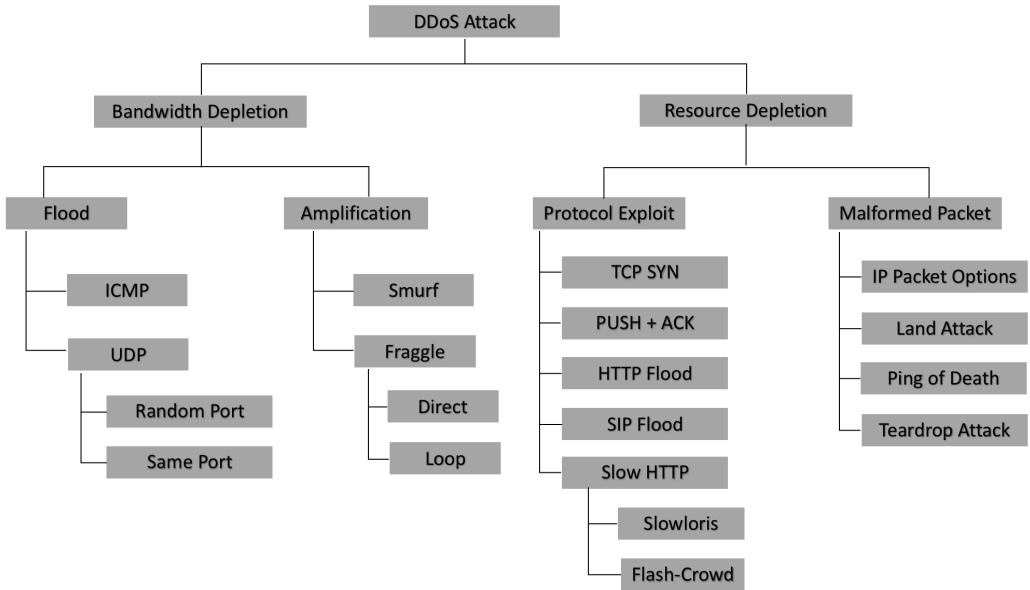 DDoS Attack
Bandwidth Depletion
Resource Depletion
Flood
Amplification
Protocol Exploit
Malformed Packet
ICMP
UDP
Random Port
Same Port
Smurf
Fraggle
Direct
Loop
TCP SYN
PUSH + ACK
HTTP Flood
SIP Flood
Slow HTTP
Slowloris
Flash-Crowd
IP Packet Options
Land Attack
Ping of Death
Teardrop Attack